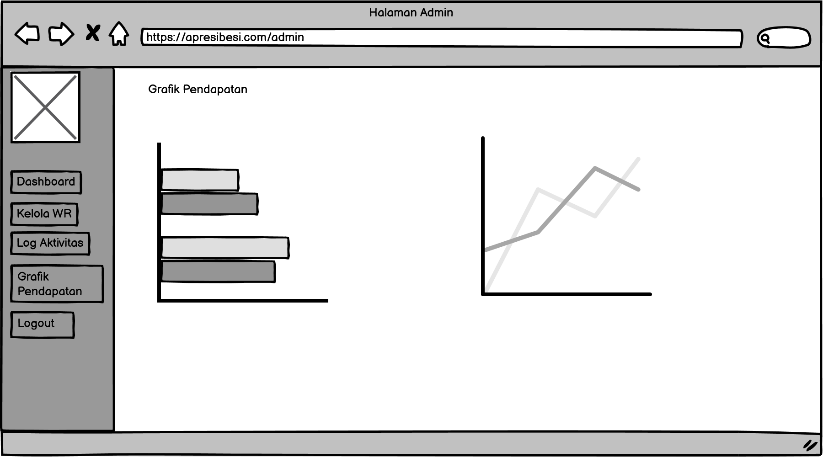 Halaman Admin
https://apresibesi.com/admin
Grafik Pendapatan
Dashboard
Kelola WR
Log Aktivitas
Grafik
Pendapatan
Logout